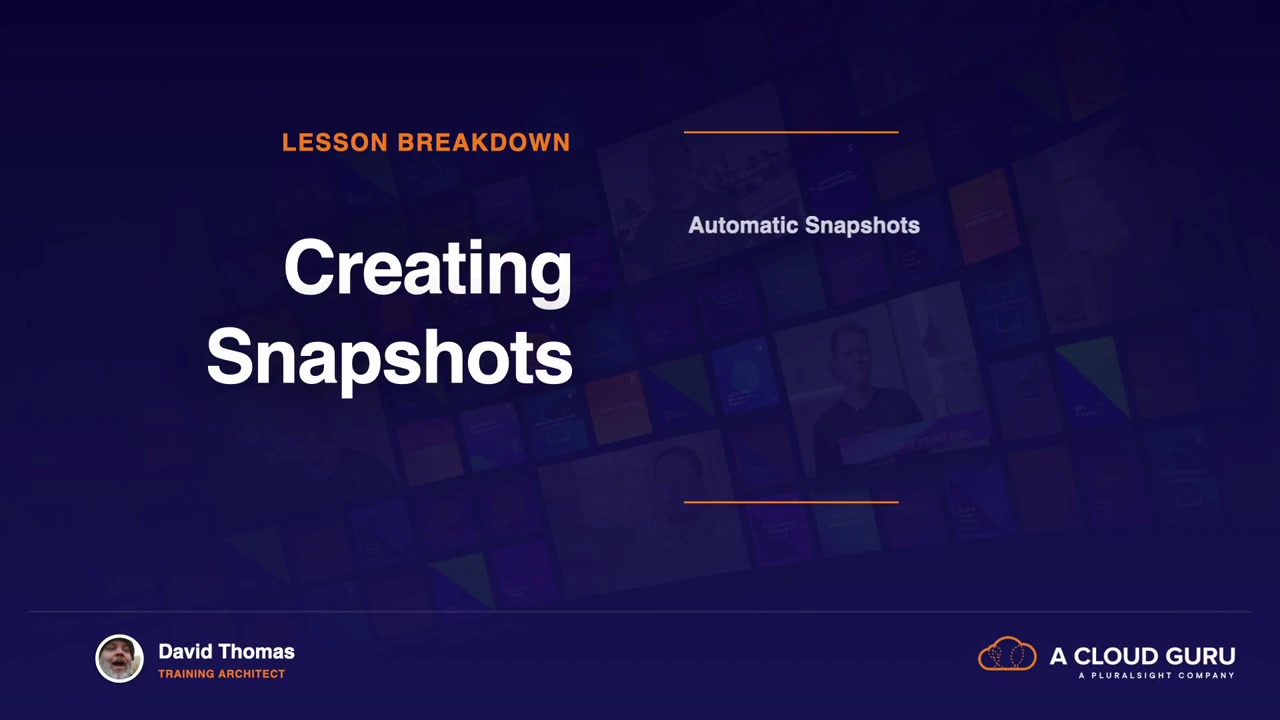 LESSON BREAKDOWN
Creating
Snapshots
Automatic Snapshots
David Thomas
TRAINING ARCHITECT
A CLOUD GURU
A PLURALSIGHT COMPANY